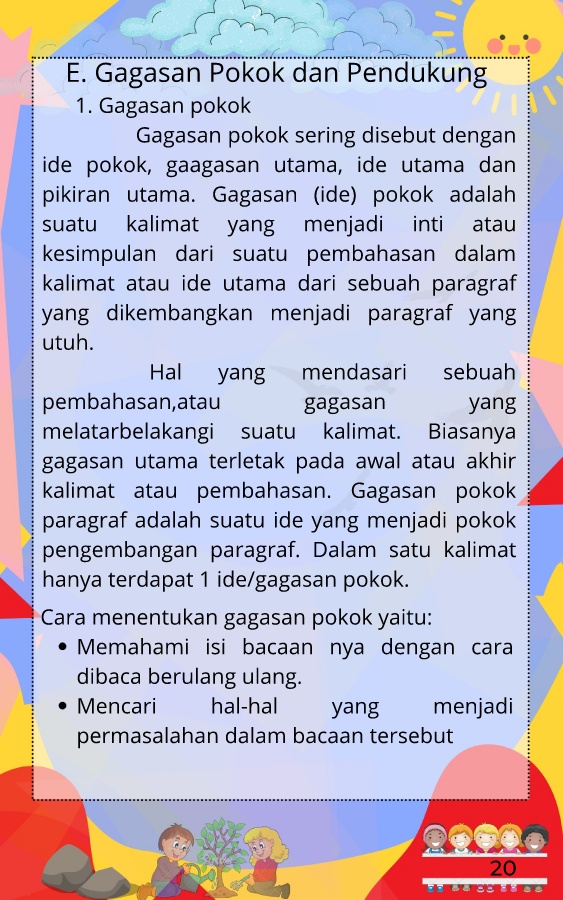 E. Gagasan Pokok dan Pendukung
1. Gagasan pokok
Gagasan pokok sering disebut dengan
ide pokok, gaagasan utama, ide utama dan
pikiran utama. Gagasan (ide) pokok adalah
suatu kalimat yang menjadi inti atau
kesimpulan dari suatu pembahasan dalam
kalimat atau ide utama dari sebuah paragraf
yang dikembangkan menjadi paragraf yang
utuh.
Hal yang mendasari sebuah
pembahasan,atau gagasan yang
melatarbelakangi suatu kalimat. Biasanya
gagasan utama terletak pada awal atau akhir
kalimat atau pembahasan. Gagasan pokok
paragraf adalah suatu ide yang menjadi pokok
pengembangan paragraf. Dalam satu kalimat
hanya terdapat 1 ide/gagasan pokok.
Cara menentukan gagasan pokok yaitu:
• Memahami isi bacaan nya dengan cara
dibaca berulang ulang.
• Mencari hal-hal yang menjadi
permasalahan dalam bacaan tersebut
20